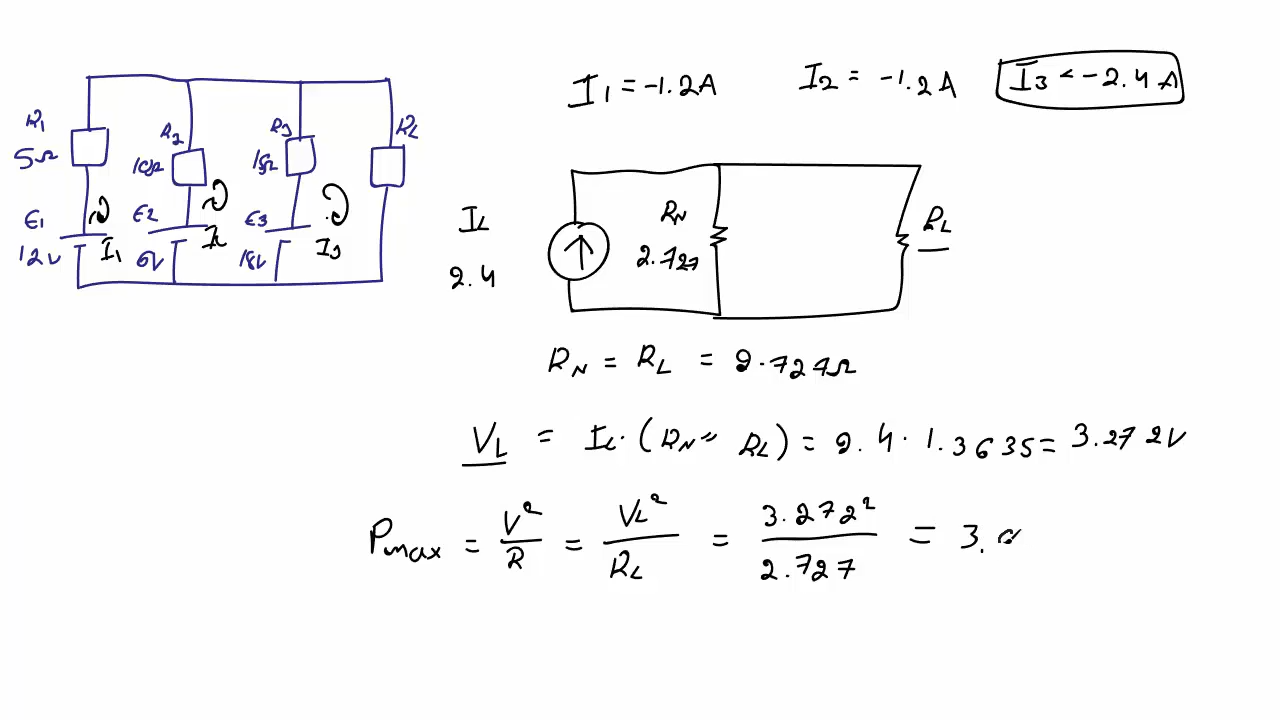 I1 = -1.2A I2 = -1.2A I3 < -2.4A
R1 R2 R3 RL
5Ω 10Ω 15Ω
E1 E2 E3
12V 6V 18V
I1 I3
IL RN RL
2.4 2.727
RN = RL = 2.727Ω
VL = IL · (RN// RL) = 2.4 · 1.3635 = 3.272V
Pmax = V² / R = VL² / RL = 3.272² / 2.727 = 3.